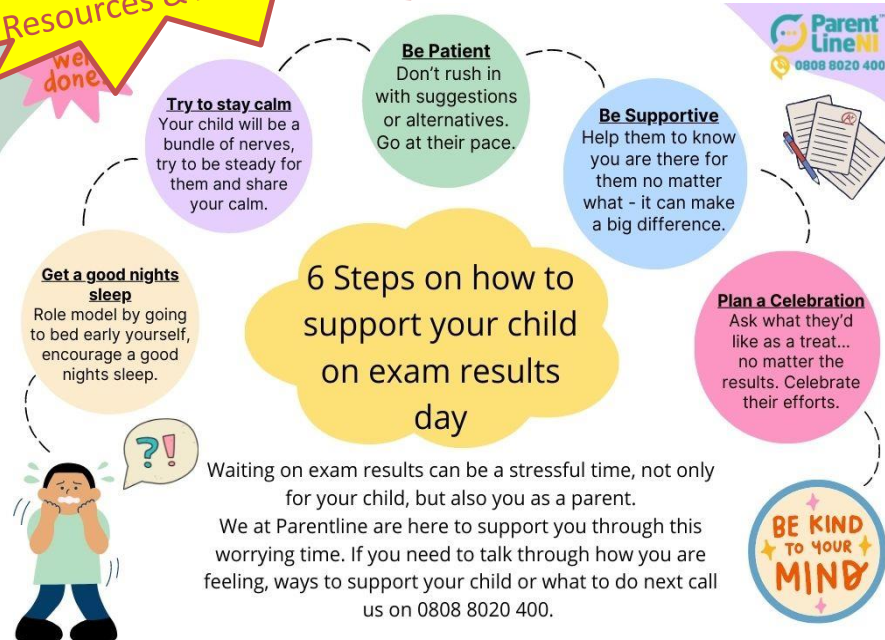 Resources &
well
done!
Parent
LineNI
0808 8020 400
Get a good nights
sleep
Role model by going
to bed early yourself,
encourage a good
nights sleep.
Try to stay calm
Your child will be a
bundle of nerves,
try to be steady for
them and share
your calm.
Be Patient
Don't rush in
with suggestions
or alternatives.
Go at their pace.
Be Supportive
Help them to know
you are there for
them no matter
what - it can make
a big difference.
Plan a Celebration
Ask what they'd
like as a treat...
no matter the
results. Celebrate
their efforts.
6 Steps on how to
support your child
on exam results
day
?!
A+
Waiting on exam results can be a stressful time, not only
for your child, but also you as a parent.
We at Parentline are here to support you through this
worrying time. If you need to talk through how you are
feeling, ways to support your child or what to do next call
us on 0808 8020 400.
BE KIND
TO YOUR
MIND